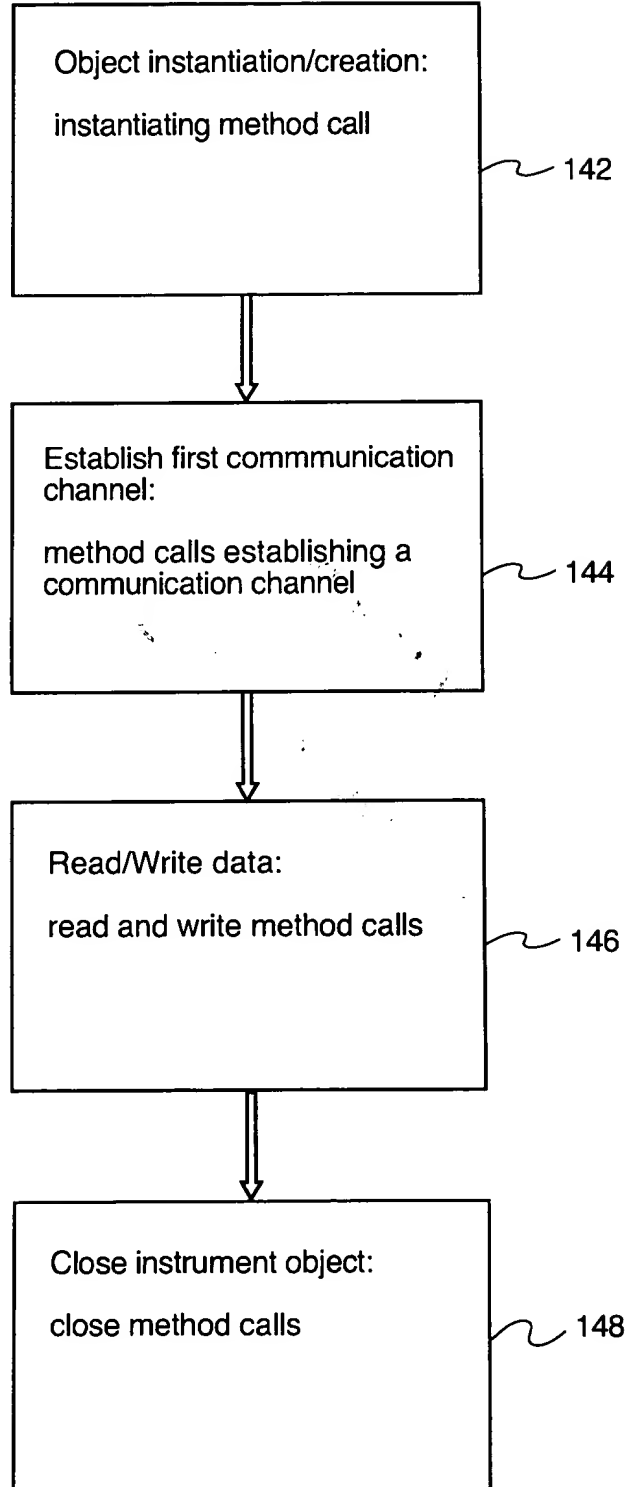 Object instantiation/creation:
instantiating method call
142
Establish first commmunication
channel:
method calls establishing a
communication channel
144
Read/Write data:
read and write method calls
146
Close instrument object:
close method calls
148